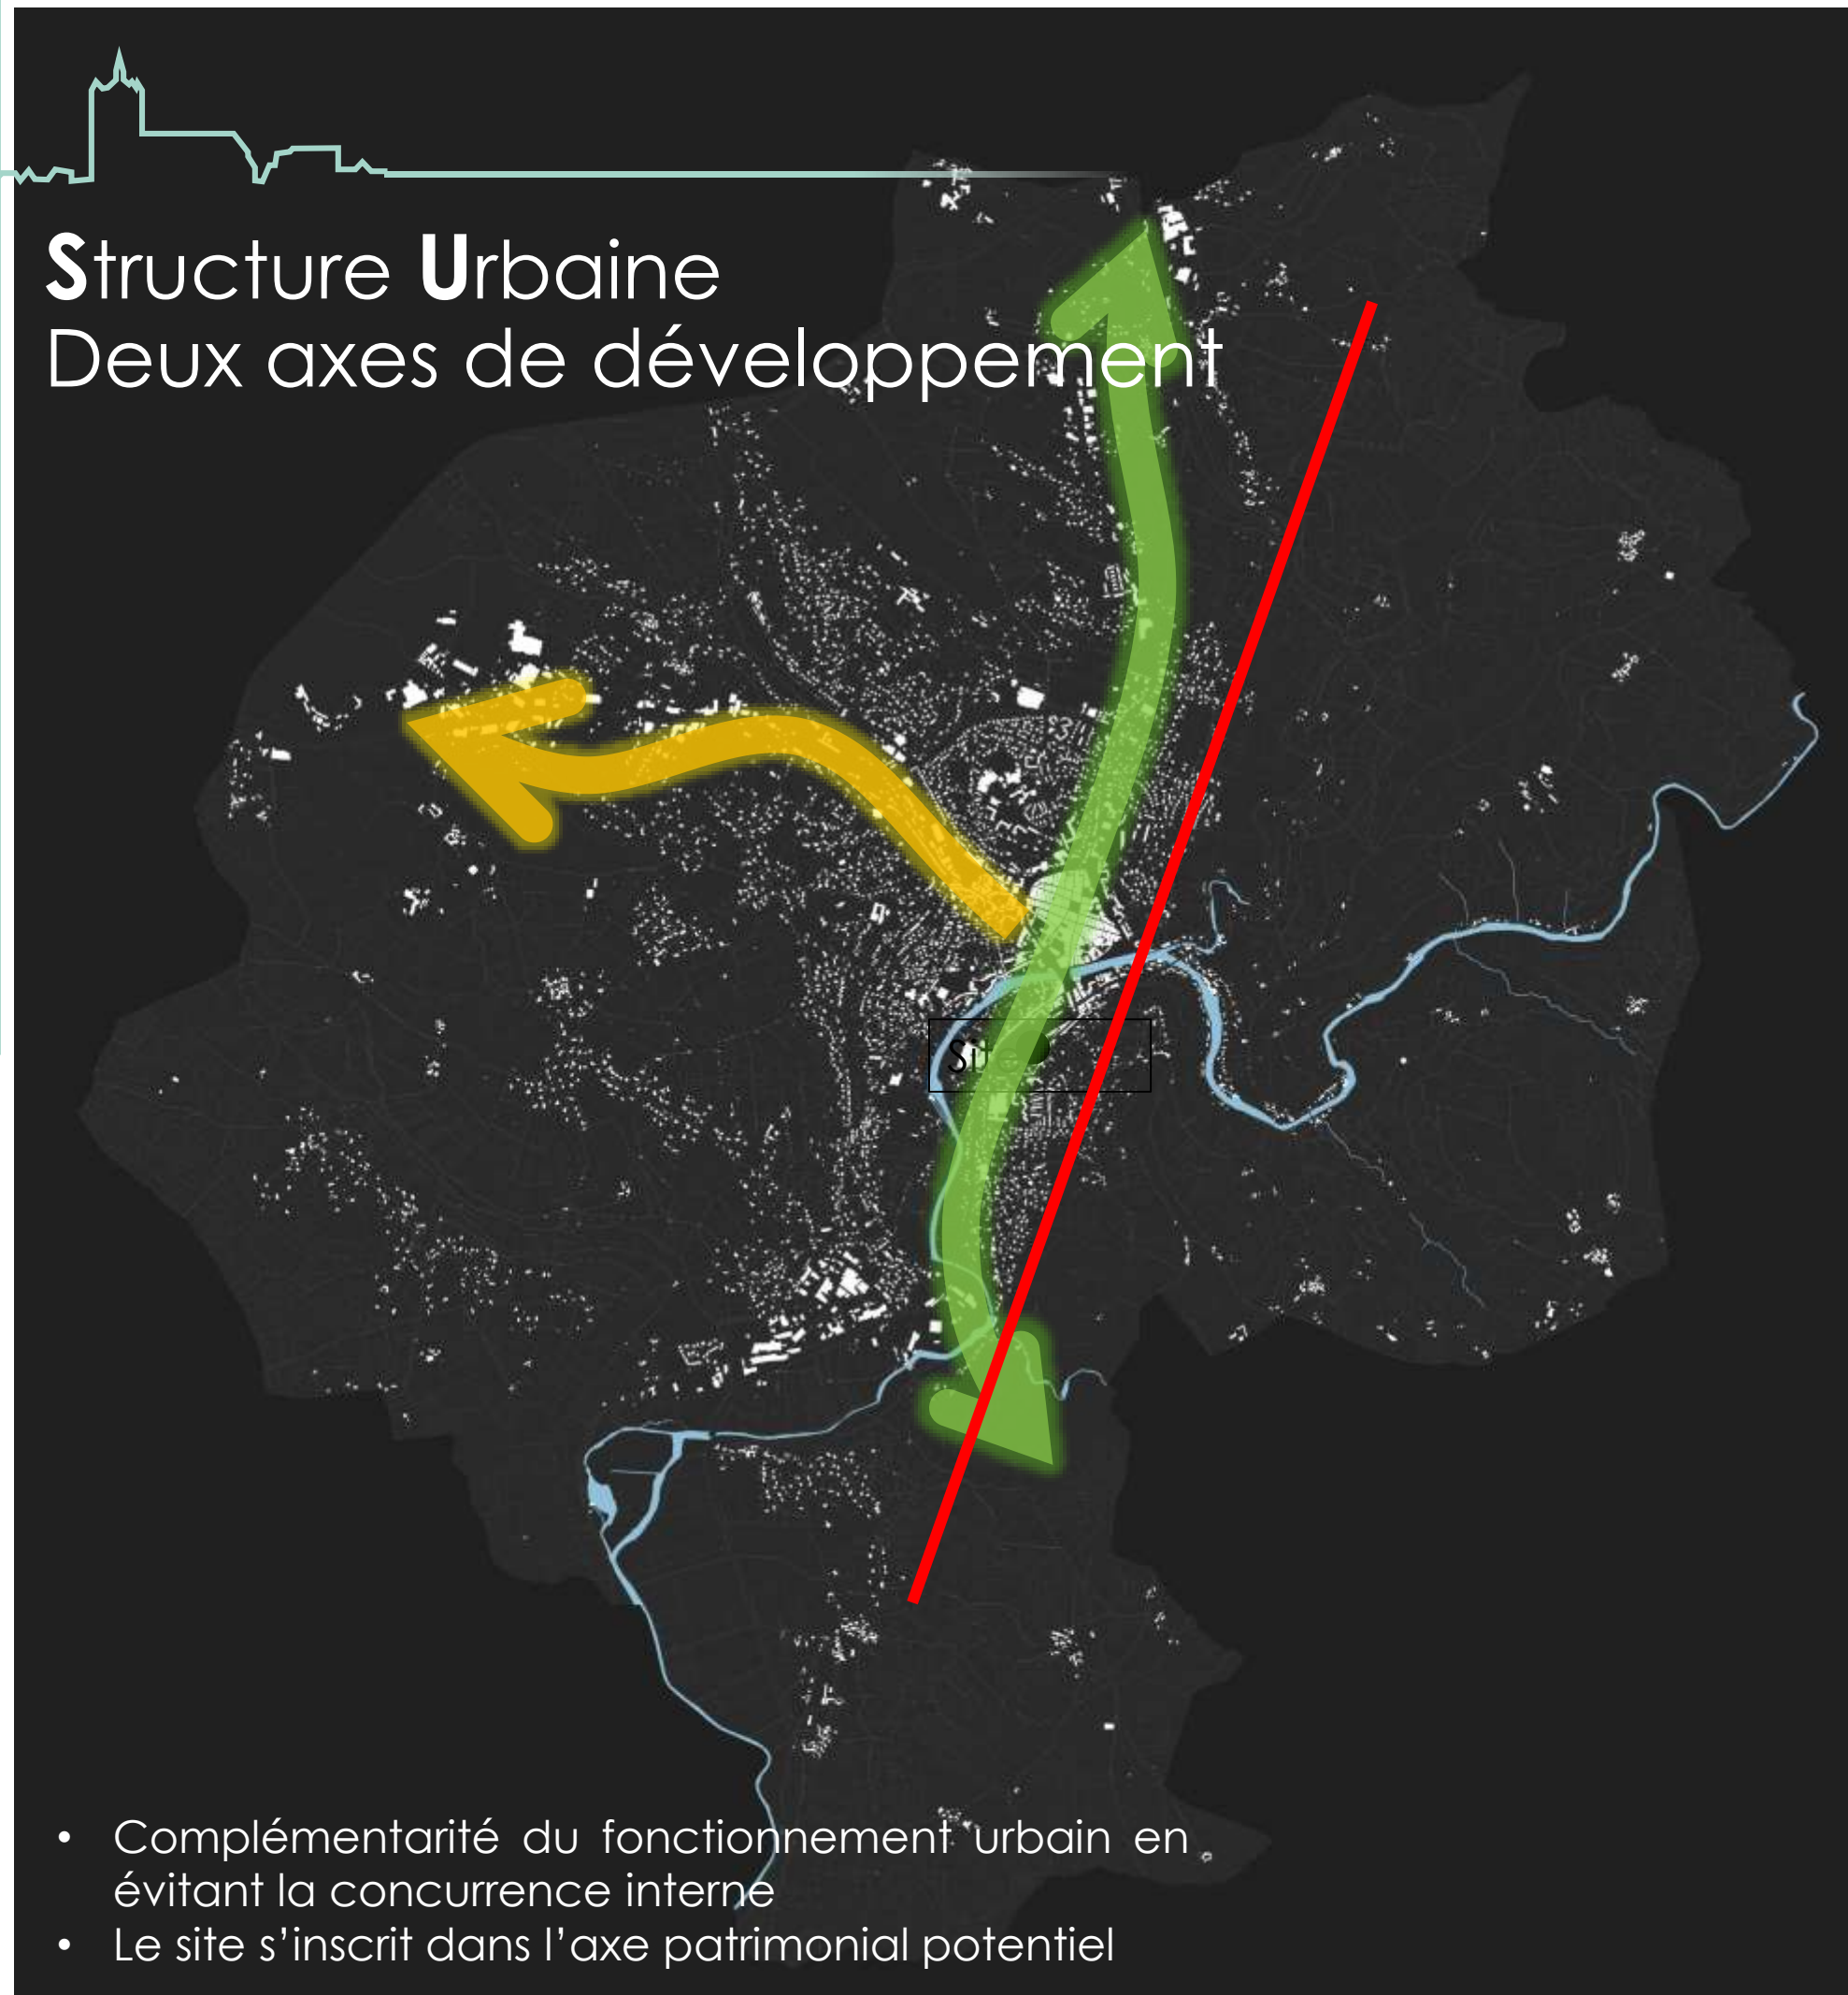 Structure Urbaine
Deux axes de développement
Site
• Complémentarité du fonctionnement urbain en
évitant la concurrence interne
• Le site s’inscrit dans l’axe patrimonial potentiel